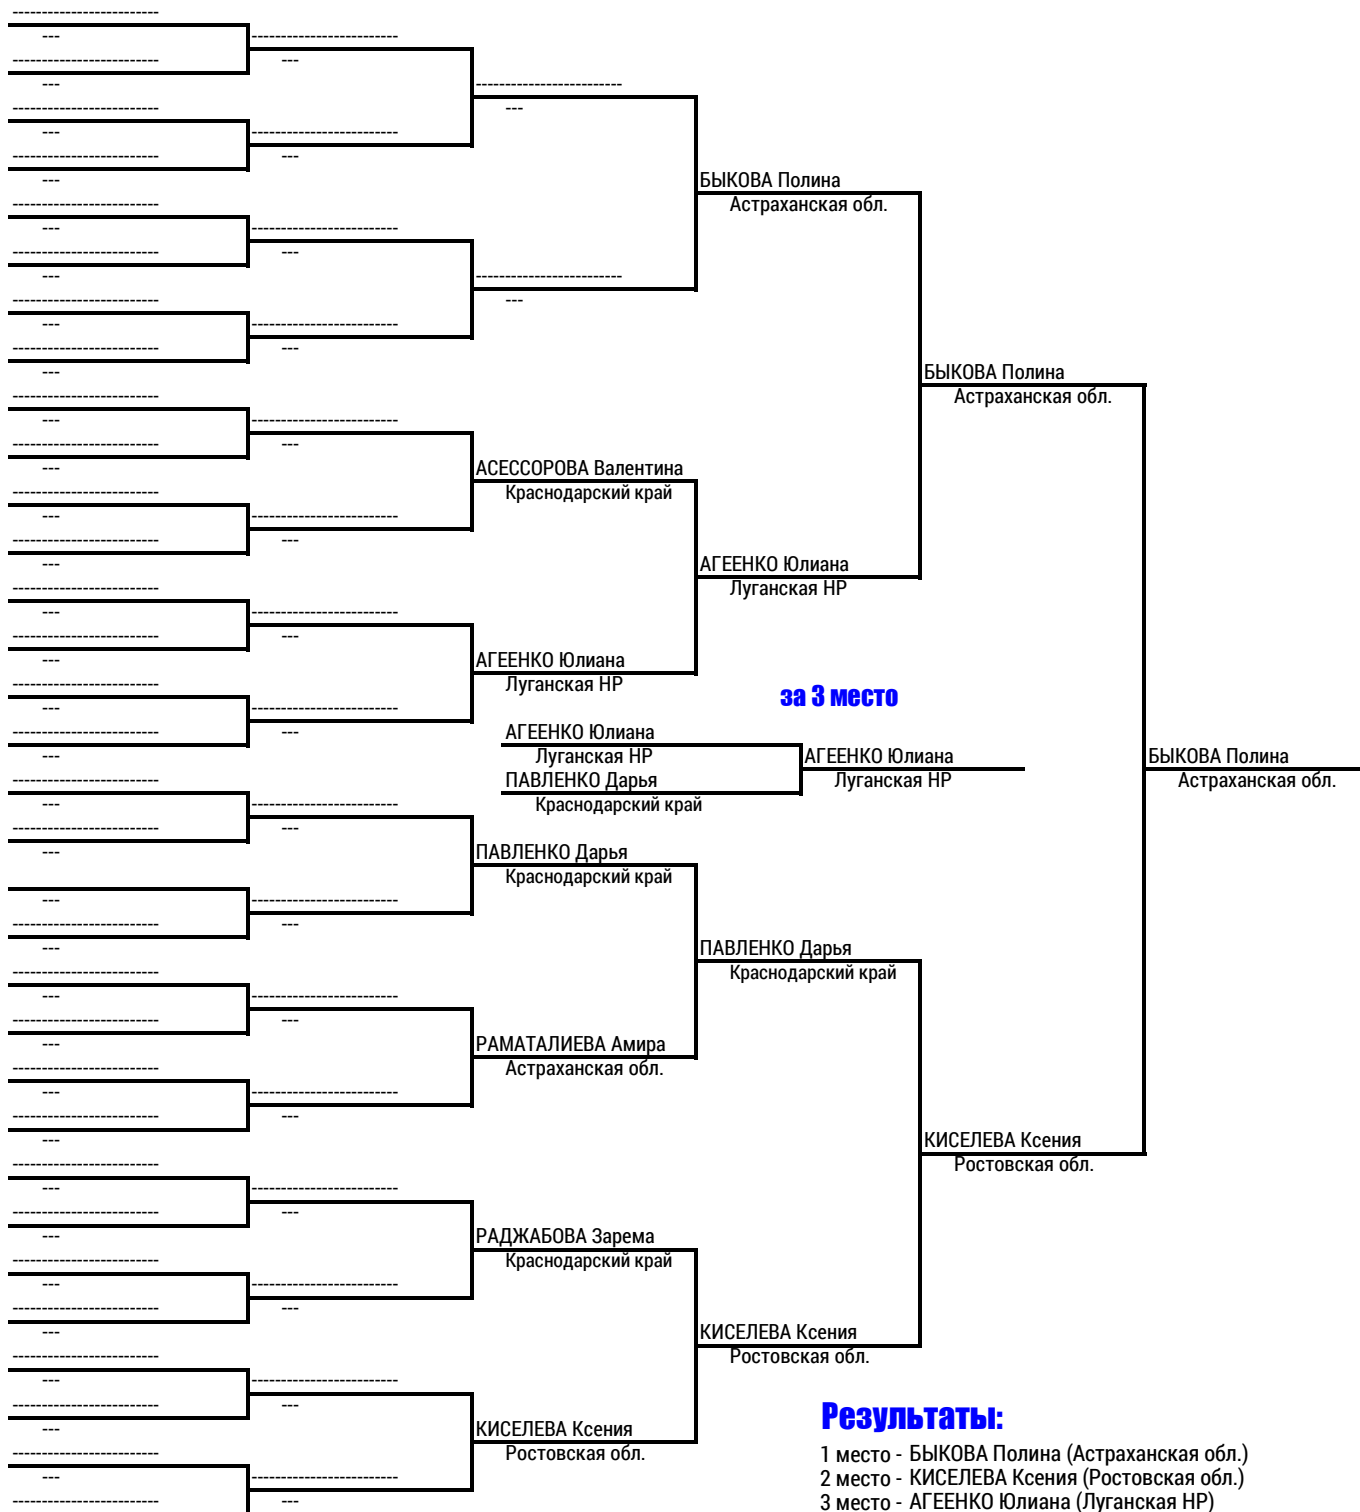 БЫКОВА Полина
Астраханская обл.
БЫКОВА Полина
Астраханская обл.
АСЕССОРОВА Валентина
Краснодарский край
АГЕЕНКО Юлиана
Луганская НР
АГЕЕНКО Юлиана
Луганская НР
за 3 место
АГЕЕНКО Юлиана
Луганская НР
ПАВЛЕНКО Дарья
Краснодарский край
АГЕЕНКО Юлиана
Луганская НР
БЫКОВА Полина
Астраханская обл.
ПАВЛЕНКО Дарья
Краснодарский край
ПАВЛЕНКО Дарья
Краснодарский край
РАМАТАЛИЕВА Амира
Астраханская обл.
КИСЕЛЕВА Ксения
Ростовская обл.
РАДЖАБОВА Зарема
Краснодарский край
КИСЕЛЕВА Ксения
Ростовская обл.
КИСЕЛЕВА Ксения
Ростовская обл.
Результаты:
1 место - БЫКОВА Полина (Астраханская обл.)
2 место - КИСЕЛЕВА Ксения (Ростовская обл.)
3 место - АГЕЕНКО Юлиана (Луганская НР)